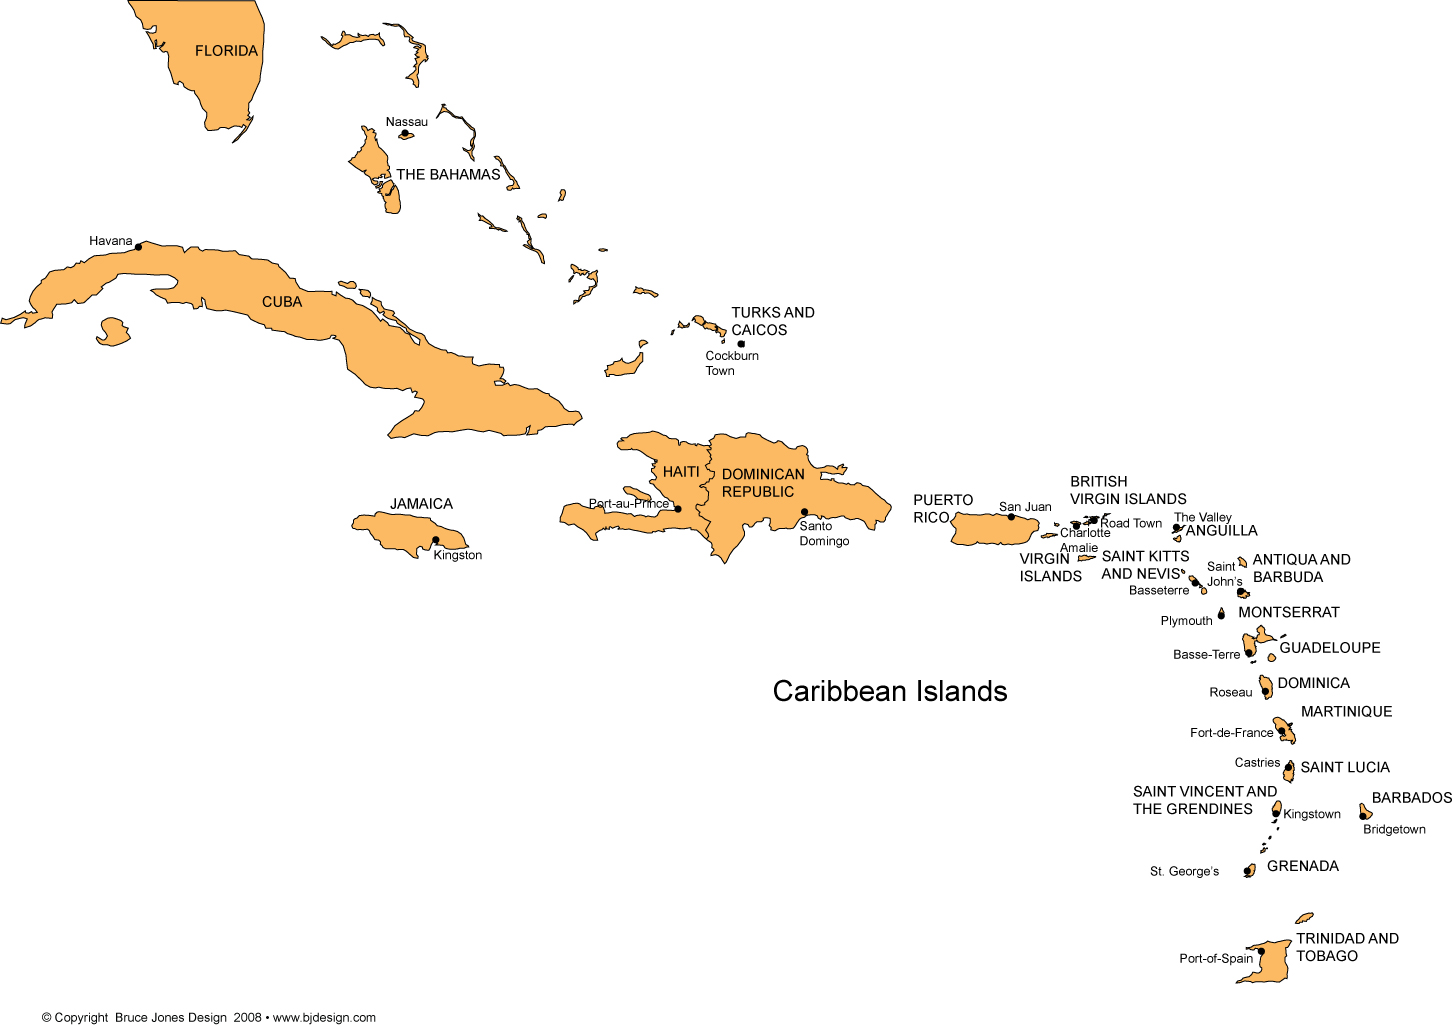 FLORIDA
Nassau
THE BAHAMAS
Havana
CUBA
TURKS AND
CAICOS
Cockburn
Town
HAITI
DOMINICAN
REPUBLIC
Port-au-Prince
Santo
Domingo
JAMAICA
Kingston
PUERTO
RICO
San Juan
BRITISH
VIRGIN ISLANDS
Road Town
Charlotte
Amalie
VIRGIN
ISLANDS
The Valley
ANGUILLA
SAINT KITTS
AND NEVIS
Basseterre
Saint
John's
ANTIQUA AND
BARBUDA
Plymouth
MONTSERRAT
Basse-Terre
GUADELOUPE
Roseau
DOMINICA
Caribbean Islands
MARTINIQUE
Fort-de-France
Castries
SAINT LUCIA
SAINT VINCENT AND
THE GRENDINES
Kingstown
BARBADOS
Bridgetown
St. George's
GRENADA
TRINIDAD AND
TOBAGO
Port-of-Spain
© Copyright Bruce Jones Design 2008 • www.bjdesign.com